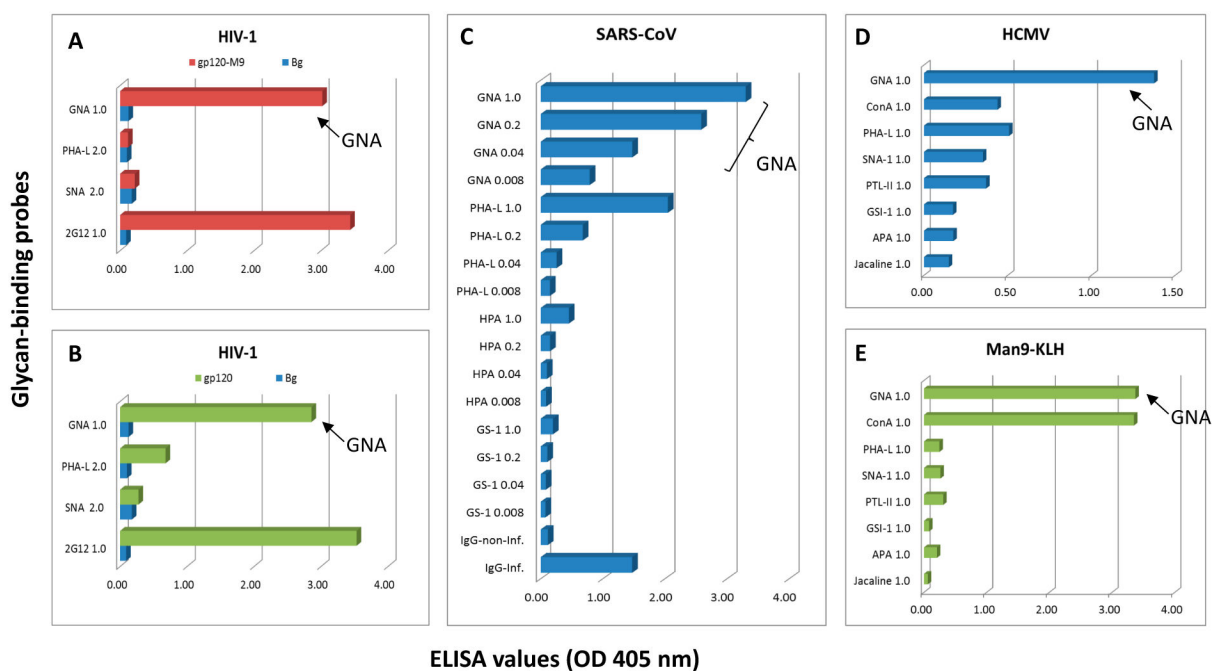 Glycan-binding probes
A
HIV-1
gp120-M9 Bg
GNA 1.0
PHA-L 2.0
SNA 2.0
2G12 1.0
GNA
0.00 1.00 2.00 3.00 4.00
B
HIV-1
gp120 Bg
GNA 1.0
PHA-L 2.0
SNA 2.0
2G12 1.0
GNA
0.00 1.00 2.00 3.00 4.00
C
SARS-CoV
GNA 1.0
GNA 0.2
GNA 0.04
GNA 0.008
PHA-L 1.0
PHA-L 0.2
PHA-L 0.04
PHA-L 0.008
HPA 1.0
HPA 0.2
HPA 0.04
HPA 0.008
GS-1 1.0
GS-1 0.2
GS-1 0.04
GS-1 0.008
IgG-non-Inf.
IgG-Inf.
GNA
0.00 1.00 2.00 3.00 4.00
D
HCMV
GNA 1.0
ConA 1.0
PHA-L 1.0
SNA-1 1.0
PTL-II 1.0
GSI-1 1.0
APA 1.0
Jacaline 1.0
GNA
0.00 0.50 1.00 1.50
E
Man9-KLH
GNA 1.0
ConA 1.0
PHA-L 1.0
SNA-1 1.0
PTL-II 1.0
GSI-1 1.0
APA 1.0
Jacaline 1.0
GNA
0.00 1.00 2.00 3.00 4.00
ELISA values (OD 405 nm)